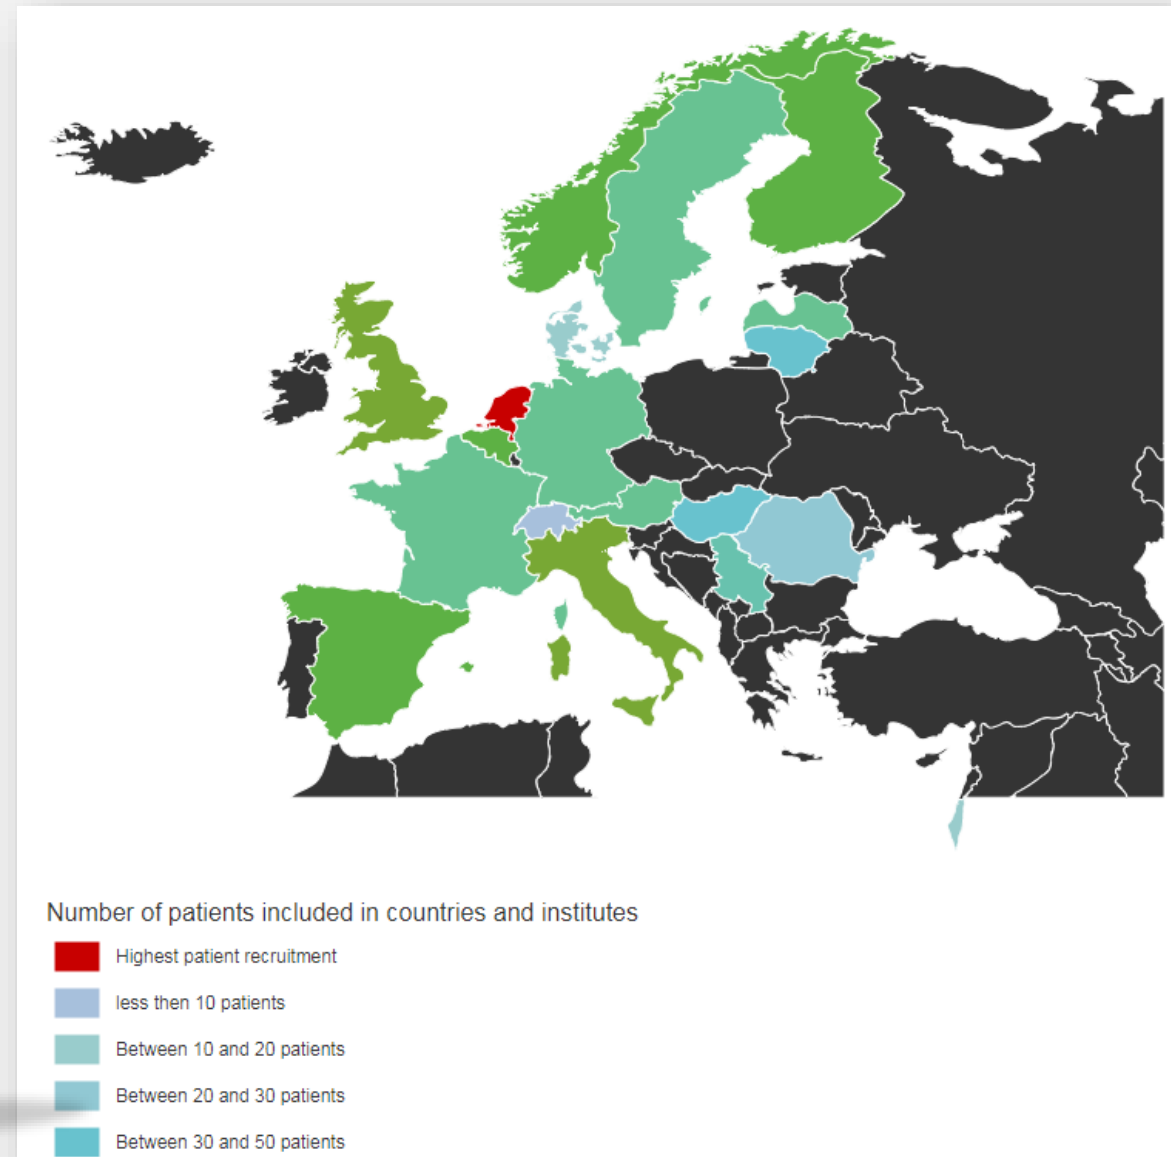 Number of patients included in countries and institutes
Highest patient recruitment
less then 10 patients
Between 10 and 20 patients
Between 20 and 30 patients
Between 30 and 50 patients